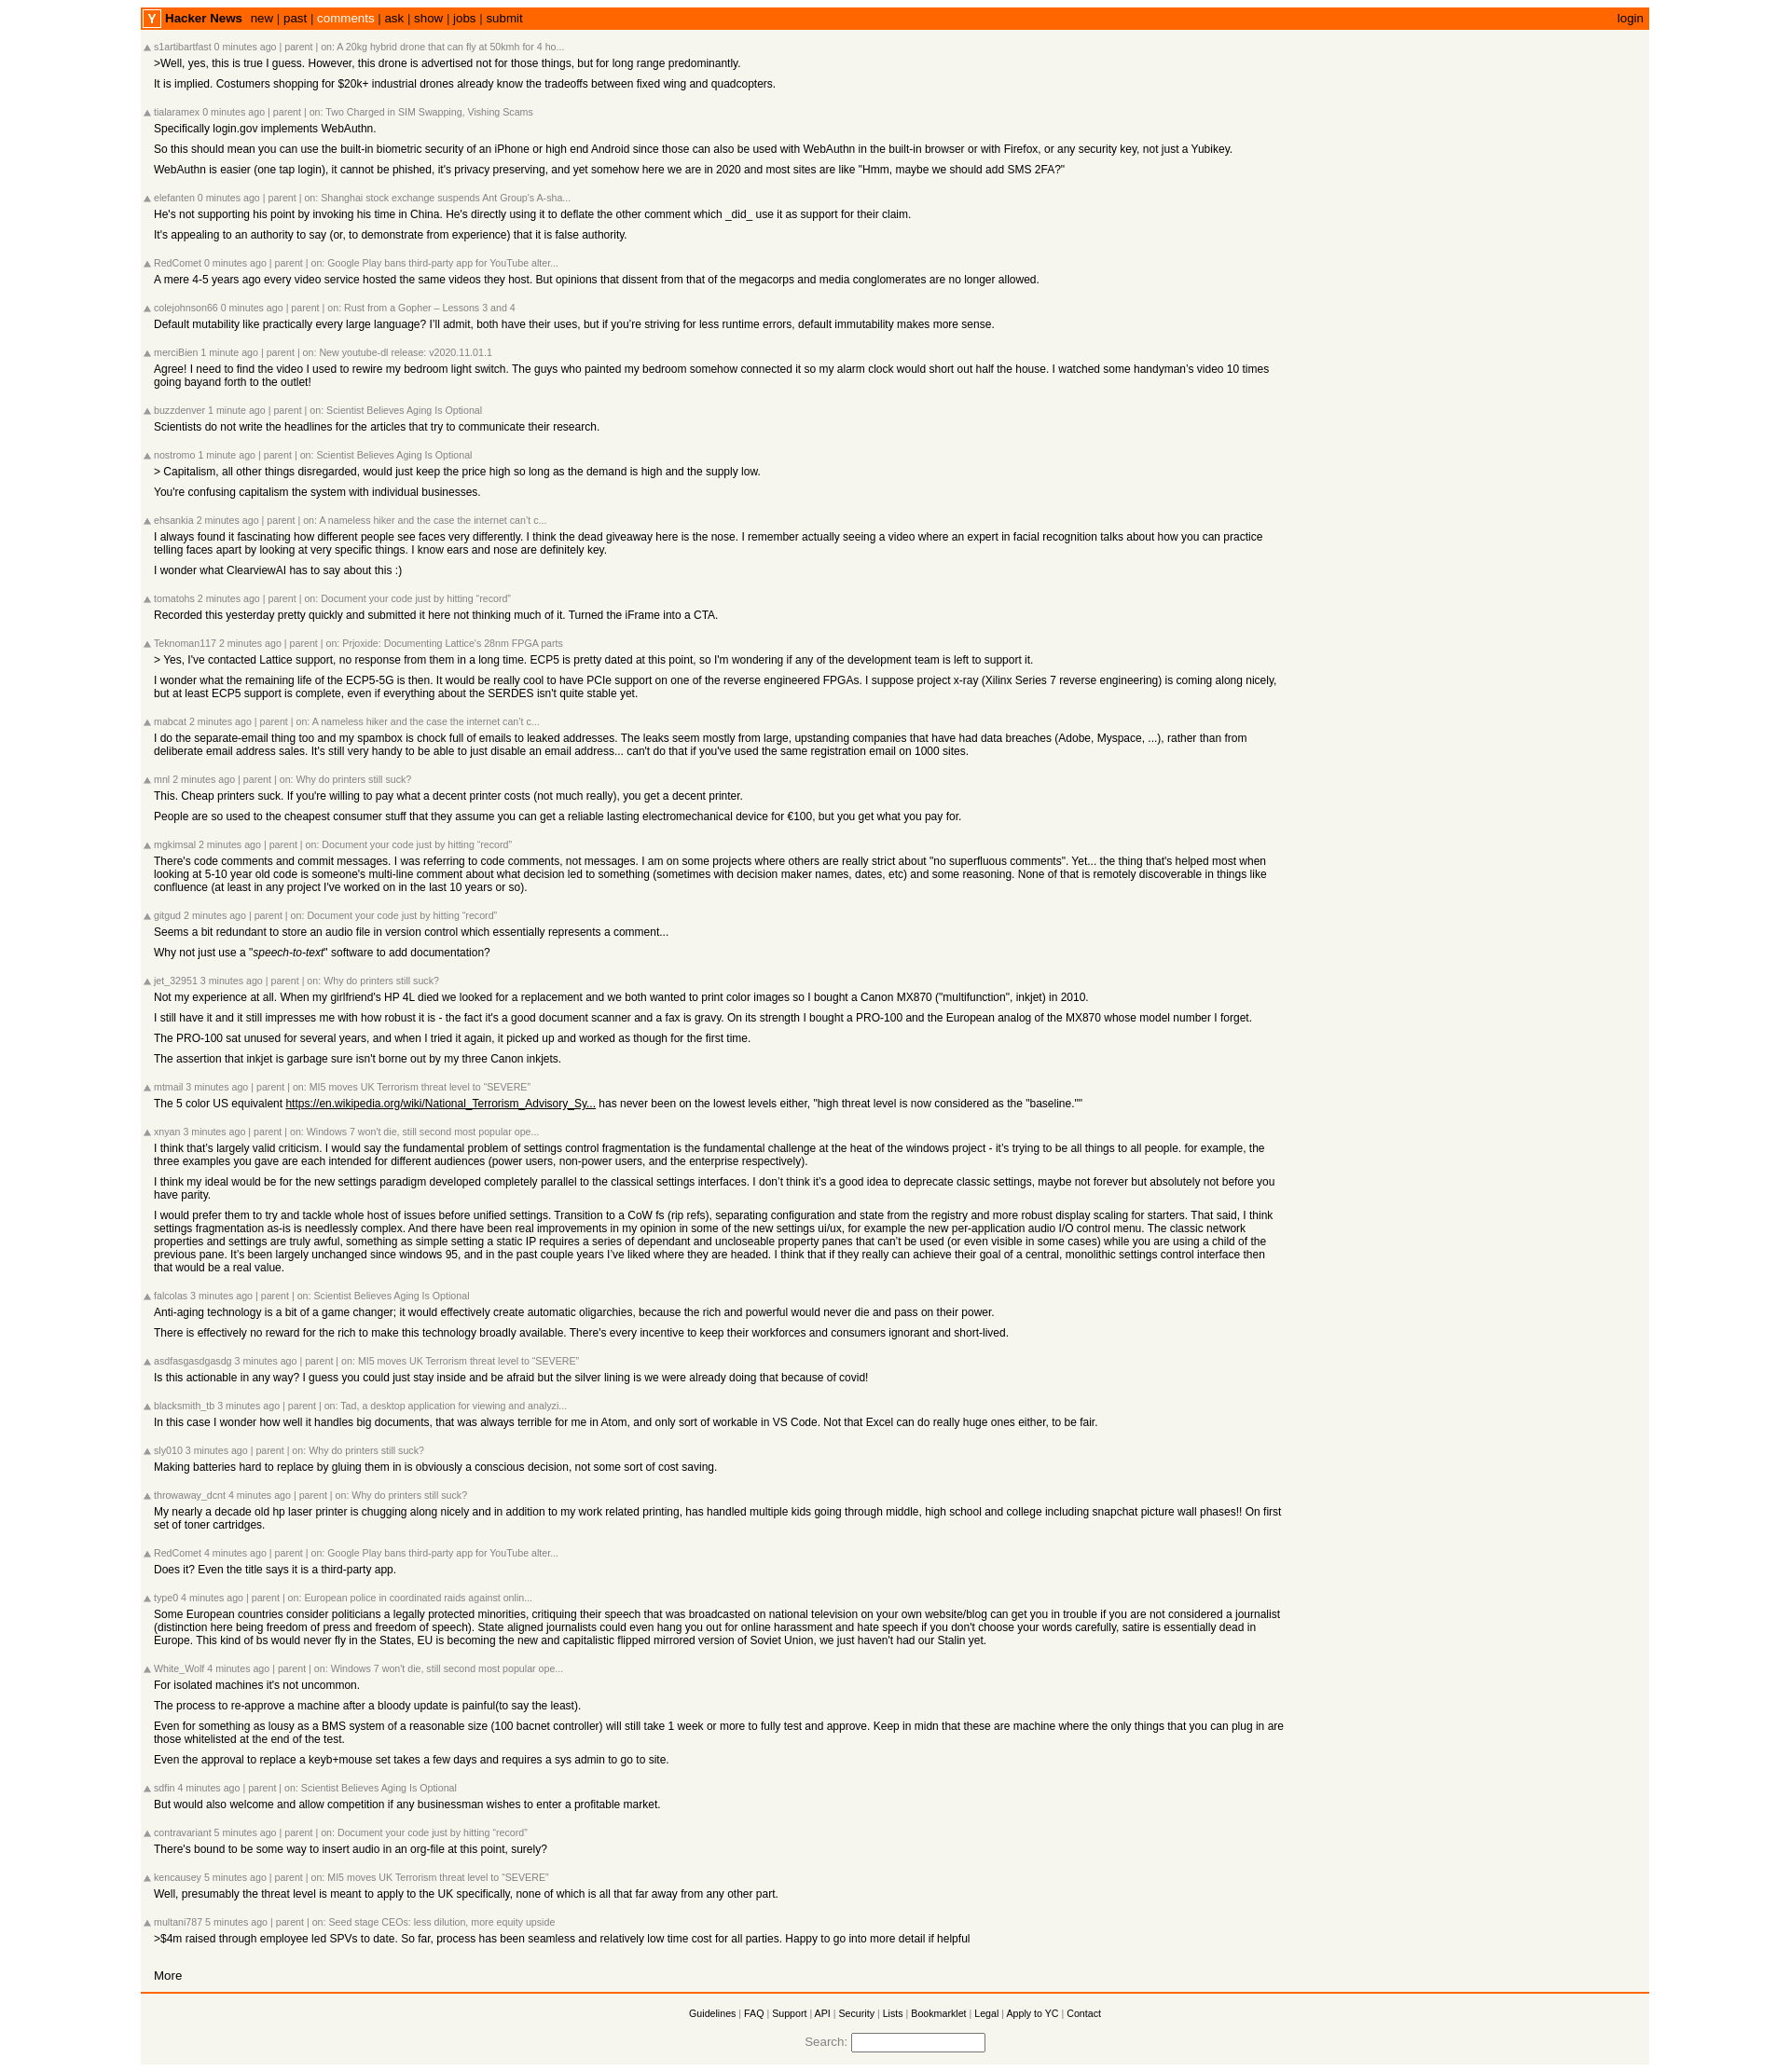 Y Hacker News new | past | comments | ask | show | jobs | submit login
s1artibartfast 0 minutes ago | parent | on: A 20kg hybrid drone that can fly at 50kmh for 4 ho...
>Well, yes, this is true I guess. However, this drone is advertised not for those things, but for long range predominantly.
It is implied. Costumers shopping for $20k+ industrial drones already know the tradeoffs between fixed wing and quadcopters.
tialaramex 0 minutes ago | parent | on: Two Charged in SIM Swapping, Vishing Scams
Specifically login.gov implements WebAuthn.
So this should mean you can use the built-in biometric security of an iPhone or high end Android since those can also be used with WebAuthn in the built-in browser or with Firefox, or any security key, not just a Yubikey.
WebAuthn is easier (one tap login), it cannot be phished, it's privacy preserving, and yet somehow here we are in 2020 and most sites are like "Hmm, maybe we should add SMS 2FA?"
elefanten 0 minutes ago | parent | on: Shanghai stock exchange suspends Ant Group's A-sha...
He's not supporting his point by invoking his time in China. He's directly using it to deflate the other comment which _did_ use it as support for their claim.
It's appealing to an authority to say (or, to demonstrate from experience) that it is false authority.
RedComet 0 minutes ago | parent | on: Google Play bans third-party app for YouTube alter...
A mere 4-5 years ago every video service hosted the same videos they host. But opinions that dissent from that of the megacorps and media conglomerates are no longer allowed.
colejohnson66 0 minutes ago | parent | on: Rust from a Gopher – Lessons 3 and 4
Default mutability like practically every large language? I’ll admit, both have their uses, but if you’re striving for less runtime errors, default immutability makes more sense.
merciBien 1 minute ago | parent | on: New youtube-dl release: v2020.11.01.1
Agree! I need to find the video I used to rewire my bedroom light switch. The guys who painted my bedroom somehow connected it so my alarm clock would short out half the house. I watched some handyman’s video 10 times
going bayand forth to the outlet!
buzzdenver 1 minute ago | parent | on: Scientist Believes Aging Is Optional
Scientists do not write the headlines for the articles that try to communicate their research.
nostromo 1 minute ago | parent | on: Scientist Believes Aging Is Optional
> Capitalism, all other things disregarded, would just keep the price high so long as the demand is high and the supply low.
You're confusing capitalism the system with individual businesses.
ehsankia 2 minutes ago | parent | on: A nameless hiker and the case the internet can’t c...
I always found it fascinating how different people see faces very differently. I think the dead giveaway here is the nose. I remember actually seeing a video where an expert in facial recognition talks about how you can practice
telling faces apart by looking at very specific things. I know ears and nose are definitely key.
I wonder what ClearviewAI has to say about this :)
tomatohs 2 minutes ago | parent | on: Document your code just by hitting “record”
Recorded this yesterday pretty quickly and submitted it here not thinking much of it. Turned the iFrame into a CTA.
Teknoman117 2 minutes ago | parent | on: Prjoxide: Documenting Lattice's 28nm FPGA parts
> Yes, I've contacted Lattice support, no response from them in a long time. ECP5 is pretty dated at this point, so I'm wondering if any of the development team is left to support it.
I wonder what the remaining life of the ECP5-5G is then. It would be really cool to have PCIe support on one of the reverse engineered FPGAs. I suppose project x-ray (Xilinx Series 7 reverse engineering) is coming along nicely,
but at least ECP5 support is complete, even if everything about the SERDES isn't quite stable yet.
mabcat 2 minutes ago | parent | on: A nameless hiker and the case the internet can’t c...
I do the separate-email thing too and my spambox is chock full of emails to leaked addresses. The leaks seem mostly from large, upstanding companies that have had data breaches (Adobe, Myspace, ...), rather than from
deliberate email address sales. It's still very handy to be able to just disable an email address... can't do that if you've used the same registration email on 1000 sites.
mnl 2 minutes ago | parent | on: Why do printers still suck?
This. Cheap printers suck. If you're willing to pay what a decent printer costs (not much really), you get a decent printer.
People are so used to the cheapest consumer stuff that they assume you can get a reliable lasting electromechanical device for €100, but you get what you pay for.
mgkimsal 2 minutes ago | parent | on: Document your code just by hitting “record”
There's code comments and commit messages. I was referring to code comments, not messages. I am on some projects where others are really strict about "no superfluous comments". Yet... the thing that's helped most when
looking at 5-10 year old code is someone's multi-line comment about what decision led to something (sometimes with decision maker names, dates, etc) and some reasoning. None of that is remotely discoverable in things like
confluence (at least in any project I've worked on in the last 10 years or so).
gitgud 2 minutes ago | parent | on: Document your code just by hitting “record”
Seems a bit redundant to store an audio file in version control which essentially represents a comment...
Why not just use a "speech-to-text" software to add documentation?
jet_32951 3 minutes ago | parent | on: Why do printers still suck?
Not my experience at all. When my girlfriend's HP 4L died we looked for a replacement and we both wanted to print color images so I bought a Canon MX870 ("multifunction", inkjet) in 2010.
I still have it and it still impresses me with how robust it is - the fact it's a good document scanner and a fax is gravy. On its strength I bought a PRO-100 and the European analog of the MX870 whose model number I forget.
The PRO-100 sat unused for several years, and when I tried it again, it picked up and worked as though for the first time.
The assertion that inkjet is garbage sure isn't borne out by my three Canon inkjets.
mtmail 3 minutes ago | parent | on: MI5 moves UK Terrorism threat level to “SEVERE”
The 5 color US equivalent https://en.wikipedia.org/wiki/National_Terrorism_Advisory_Sy... has never been on the lowest levels either, "high threat level is now considered as the "baseline.""
xnyan 3 minutes ago | parent | on: Windows 7 won't die, still second most popular ope...
I think that’s largely valid criticism. I would say the fundamental problem of settings control fragmentation is the fundamental challenge at the heat of the windows project - it’s trying to be all things to all people. for example, the
three examples you gave are each intended for different audiences (power users, non-power users, and the enterprise respectively).
I think my ideal would be for the new settings paradigm developed completely parallel to the classical settings interfaces. I don’t think it’s a good idea to deprecate classic settings, maybe not forever but absolutely not before you
have parity.
I would prefer them to try and tackle whole host of issues before unified settings. Transition to a CoW fs (rip refs), separating configuration and state from the registry and more robust display scaling for starters. That said, I think
settings fragmentation as-is is needlessly complex. And there have been real improvements in my opinion in some of the new settings ui/ux, for example the new per-application audio I/O control menu. The classic network
properties and settings are truly awful, something as simple setting a static IP requires a series of dependant and uncloseable property panes that can’t be used (or even visible in some cases) while you are using a child of the
previous pane. It’s been largely unchanged since windows 95, and in the past couple years I’ve liked where they are headed. I think that if they really can achieve their goal of a central, monolithic settings control interface then
that would be a real value.
falcolas 3 minutes ago | parent | on: Scientist Believes Aging Is Optional
Anti-aging technology is a bit of a game changer; it would effectively create automatic oligarchies, because the rich and powerful would never die and pass on their power.
There is effectively no reward for the rich to make this technology broadly available. There's every incentive to keep their workforces and consumers ignorant and short-lived.
asdfasgasdgasdg 3 minutes ago | parent | on: MI5 moves UK Terrorism threat level to “SEVERE”
Is this actionable in any way? I guess you could just stay inside and be afraid but the silver lining is we were already doing that because of covid!
blacksmith_tb 3 minutes ago | parent | on: Tad, a desktop application for viewing and analyzi...
In this case I wonder how well it handles big documents, that was always terrible for me in Atom, and only sort of workable in VS Code. Not that Excel can do really huge ones either, to be fair.
sly010 3 minutes ago | parent | on: Why do printers still suck?
Making batteries hard to replace by gluing them in is obviously a conscious decision, not some sort of cost saving.
throwaway_dcnt 4 minutes ago | parent | on: Why do printers still suck?
My nearly a decade old hp laser printer is chugging along nicely and in addition to my work related printing, has handled multiple kids going through middle, high school and college including snapchat picture wall phases!! On first
set of toner cartridges.
RedComet 4 minutes ago | parent | on: Google Play bans third-party app for YouTube alter...
Does it? Even the title says it is a third-party app.
type0 4 minutes ago | parent | on: European police in coordinated raids against onlin...
Some European countries consider politicians a legally protected minorities, critiquing their speech that was broadcasted on national television on your own website/blog can get you in trouble if you are not considered a journalist
(distinction here being freedom of press and freedom of speech). State aligned journalists could even hang you out for online harassment and hate speech if you don't choose your words carefully, satire is essentially dead in
Europe. This kind of bs would never fly in the States, EU is becoming the new and capitalistic flipped mirrored version of Soviet Union, we just haven't had our Stalin yet.
White_Wolf 4 minutes ago | parent | on: Windows 7 won't die, still second most popular ope...
For isolated machines it's not uncommon.
The process to re-approve a machine after a bloody update is painful(to say the least).
Even for something as lousy as a BMS system of a reasonable size (100 bacnet controller) will still take 1 week or more to fully test and approve. Keep in midn that these are machine where the only things that you can plug in are
those whitelisted at the end of the test.
Even the approval to replace a keyb+mouse set takes a few days and requires a sys admin to go to site.
sdfin 4 minutes ago | parent | on: Scientist Believes Aging Is Optional
But would also welcome and allow competition if any businessman wishes to enter a profitable market.
contravariant 5 minutes ago | parent | on: Document your code just by hitting “record”
There's bound to be some way to insert audio in an org-file at this point, surely?
kencausey 5 minutes ago | parent | on: MI5 moves UK Terrorism threat level to “SEVERE”
Well, presumably the threat level is meant to apply to the UK specifically, none of which is all that far away from any other part.
multani787 5 minutes ago | parent | on: Seed stage CEOs: less dilution, more equity upside
>$4m raised through employee led SPVs to date. So far, process has been seamless and relatively low time cost for all parties. Happy to go into more detail if helpful
More
Guidelines | FAQ | Support | API | Security | Lists | Bookmarklet | Legal | Apply to YC | Contact
Search: